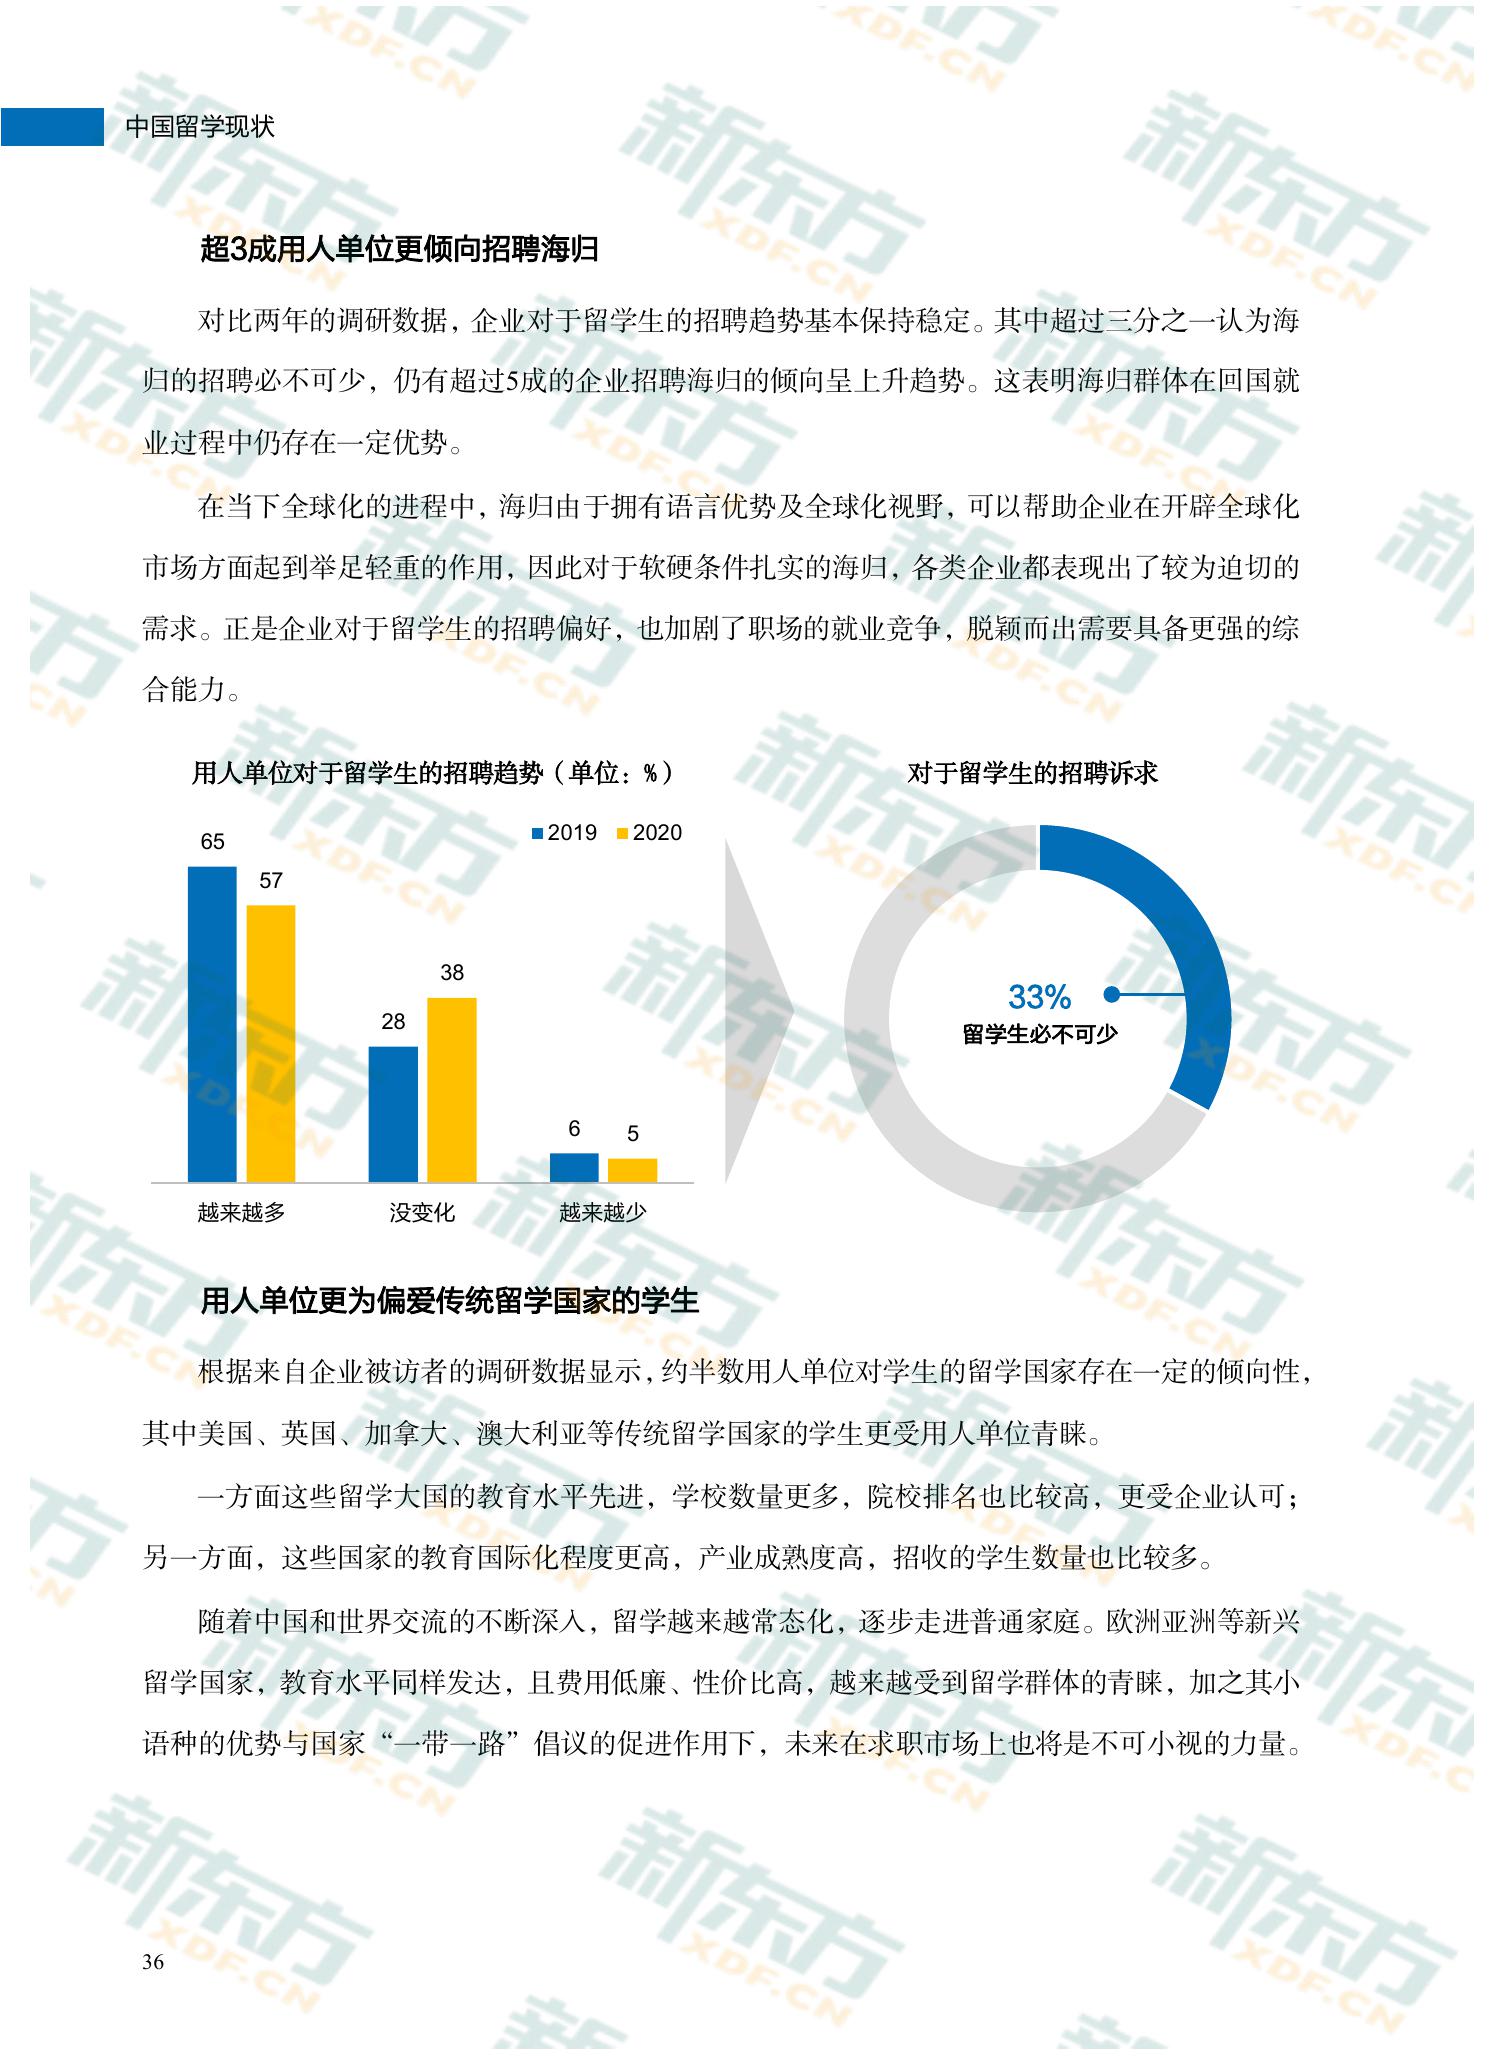 中国留学现状
超3成用人单位更倾向招聘海归
对比两年的调研数据，企业对于留学生的招聘趋势基本保持稳定。其中超过三分之一认为海
归的招聘必不可少，仍有超过5成的企业招聘海归的倾向呈上升趋势。这表明海归群体在回国就
业过程中仍存在一定优势。
在当下全球化的进程中，海归由于拥有语言优势及全球化视野，可以帮助企业在开辟全球化
市场方面起到举足轻重的作用，因此对于软硬条件扎实的海归，各类企业都表现出了较为迫切的
需求。正是企业对于留学生的招聘偏好，也加剧了职场的就业竞争，脱颖而出需要具备更强的综
合能力。
用人单位对于留学生的招聘趋势（单位：%）
2019 2020
65
57
28
38
6
5
越来越多 没变化 越来越少
对于留学生的招聘诉求
33%
留学生必不可少
用人单位更为偏爱传统留学国家的学生
根据来自企业被访者的调研数据显示，约半数用人单位对学生的留学国家存在一定的倾向性，
其中美国、英国、加拿大、澳大利亚等传统留学国家的学生更受用人单位青睐。
一方面这些留学大国的教育水平先进，学校数量更多，院校排名也比较高，更受企业认可；
另一方面，这些国家的教育国际化程度更高，产业成熟度高，招收的学生数量也比较多。
随着中国和世界交流的不断深入，留学越来越常态化，逐步走进普通家庭。欧洲亚洲等新兴
留学国家，教育水平同样发达，且费用低廉、性价比高，越来越受到留学群体的青睐，加之其小
语种的优势与国家“一带一路”倡议的促进作用下，未来在求职市场上也将是不可小视的力量。
36
新东方
XDF.CN